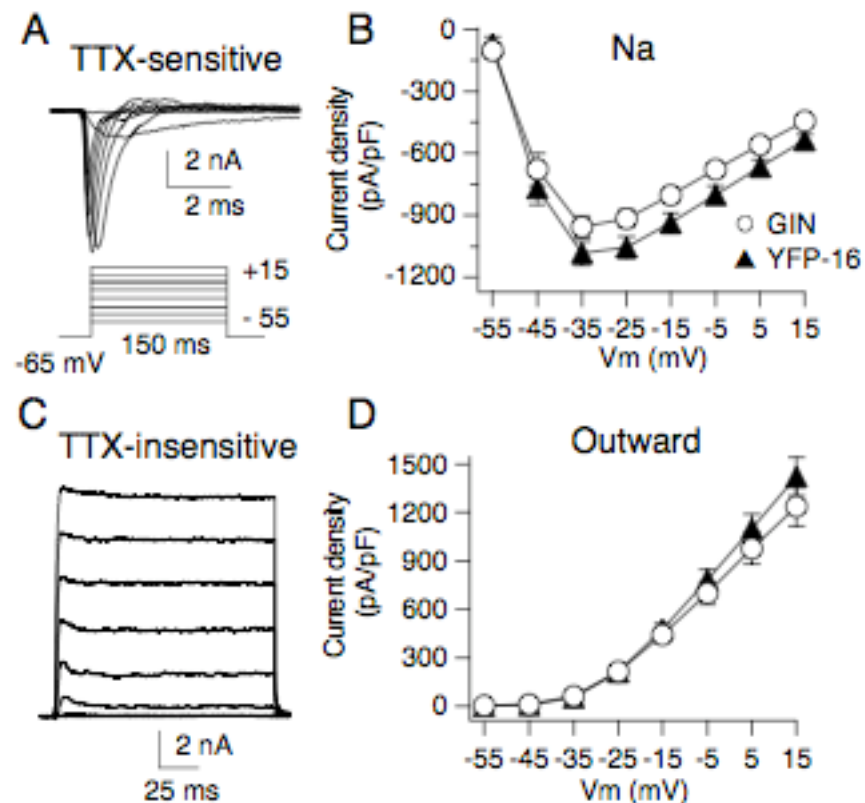 A
TTX-sensitive
2 nA
2 ms
+15
- 55
150 ms
-65 mV
B
Na
Current density
(pA/pF)
0
-300
-600
-900
-1200
GIN
YFP-16
-55 -45 -35 -25 -15 -5 5 15
Vm (mV)
C
TTX-insensitive
2 nA
25 ms
D
Outward
Current density
(pA/pF)
1500
1200
900
600
300
0
-55 -45 -35 -25 -15 -5 5 15
Vm (mV)